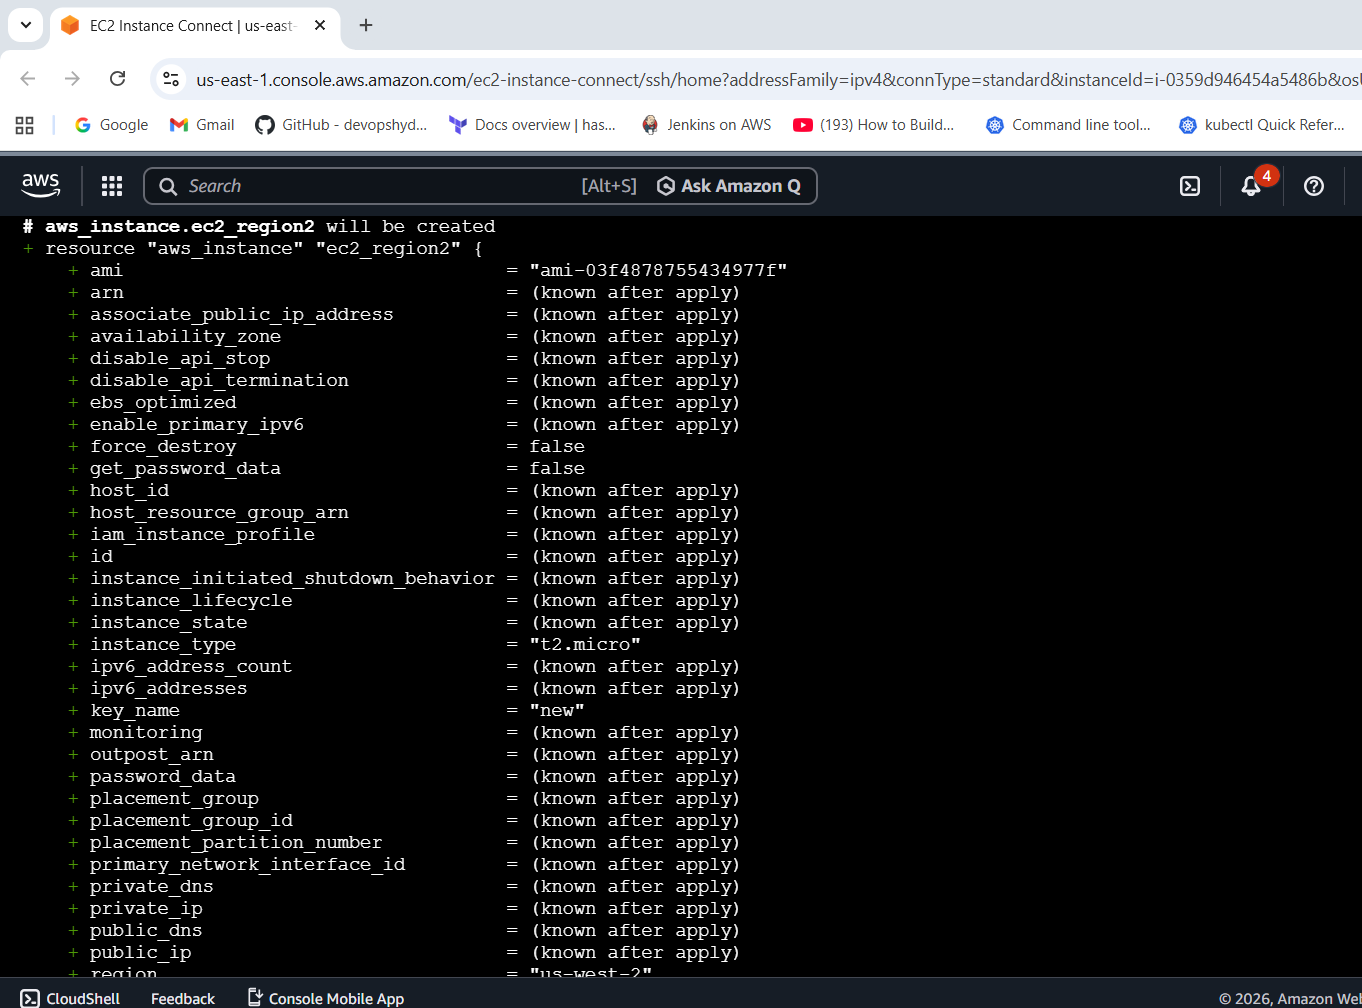 EC2 Instance Connect | us-east-
us-east-1.console.aws.amazon.com/ec2-instance-connect/ssh/home?addressFamily=ipv4&connType=standard&instanceId=i-0359d946454a5486b&osU
Google Gmail GitHub - devopshyd... Docs overview | has... Jenkins on AWS (193) How to Build... Command line tool... kubectl Quick Refer...
aws Search [Alt+S] Ask Amazon Q 4
# aws_instance.ec2_region2 will be created
+ resource "aws_instance" "ec2_region2" {
+ ami = "ami-03f4878755434977f"
+ arn = (known after apply)
+ associate_public_ip_address = (known after apply)
+ availability_zone = (known after apply)
+ disable_api_stop = (known after apply)
+ disable_api_termination = (known after apply)
+ ebs_optimized = (known after apply)
+ enable_primary_ipv6 = (known after apply)
+ force_destroy = false
+ get_password_data = false
+ host_id = (known after apply)
+ host_resource_group_arn = (known after apply)
+ iam_instance_profile = (known after apply)
+ id = (known after apply)
+ instance_initiated_shutdown_behavior = (known after apply)
+ instance_lifecycle = (known after apply)
+ instance_state = (known after apply)
+ instance_type = "t2.micro"
+ ipv6_address_count = (known after apply)
+ ipv6_addresses = (known after apply)
+ key_name = "new"
+ monitoring = (known after apply)
+ outpost_arn = (known after apply)
+ password_data = (known after apply)
+ placement_group = (known after apply)
+ placement_group_id = (known after apply)
+ placement_partition_number = (known after apply)
+ primary_network_interface_id = (known after apply)
+ private_dns = (known after apply)
+ private_ip = (known after apply)
+ public_dns = (known after apply)
+ public_ip = (known after apply)
+ region = "us-west-2"
CloudShell Feedback Console Mobile App © 2026, Amazon Web